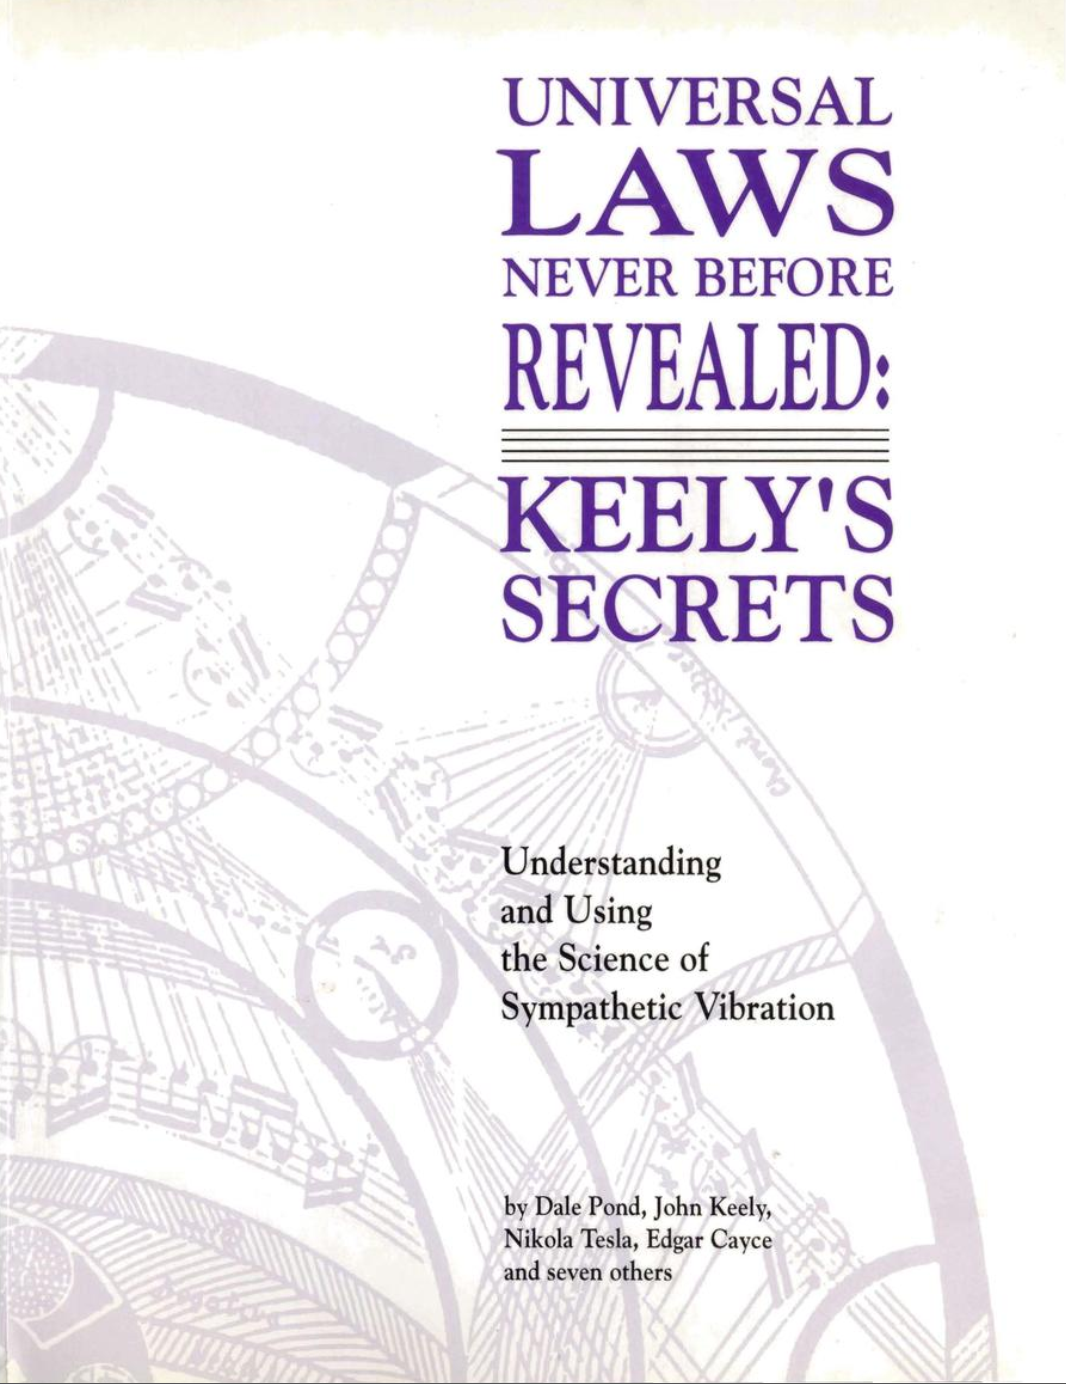 UNIVERSAL
LAWS
NEVER BEFORE
REVEALED:
KEELY'S
SECRETS
Understanding
and Using
the Science of
Sympathetic Vibration
by Dale Pond, John Keely,
Nikola Tesla, Edgar Cayce
and seven others